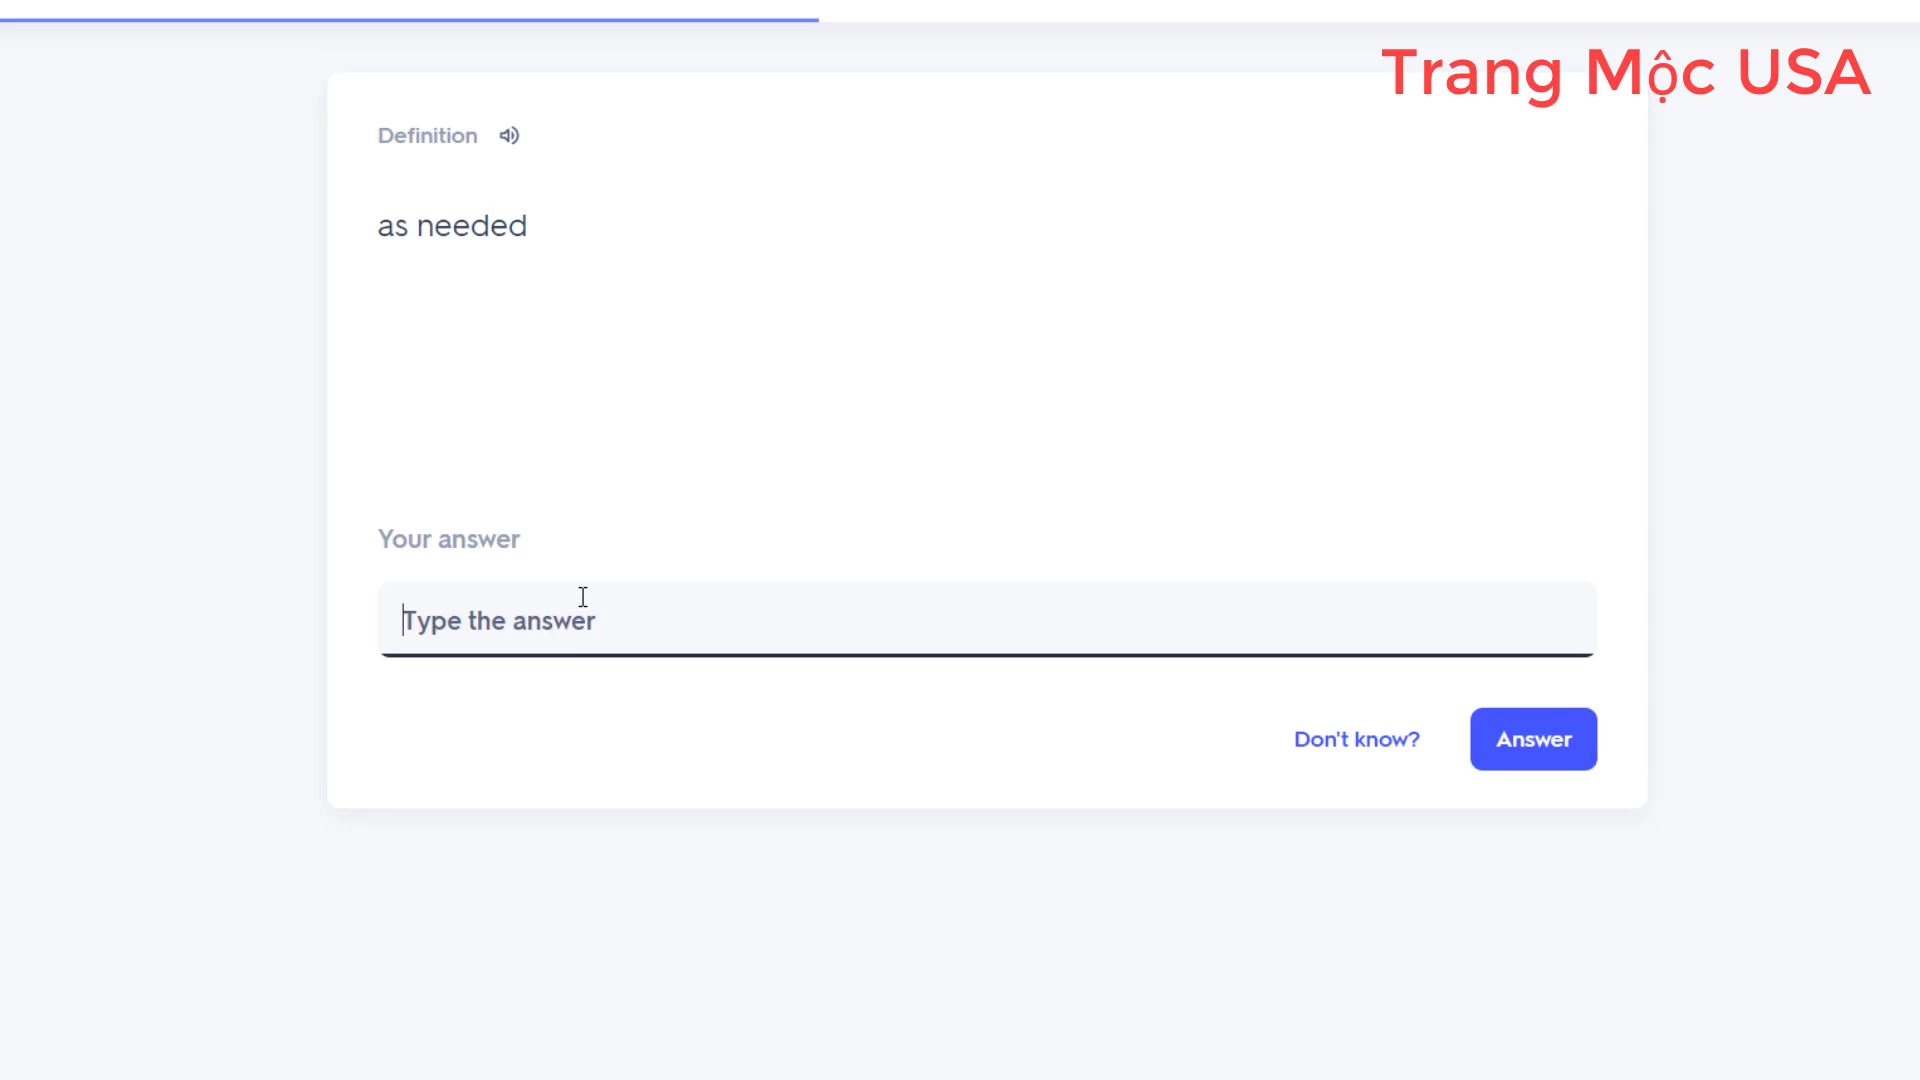 Trang Mộc USA
Definition
as needed
Your answer
Type the answer
Don't know?
Answer